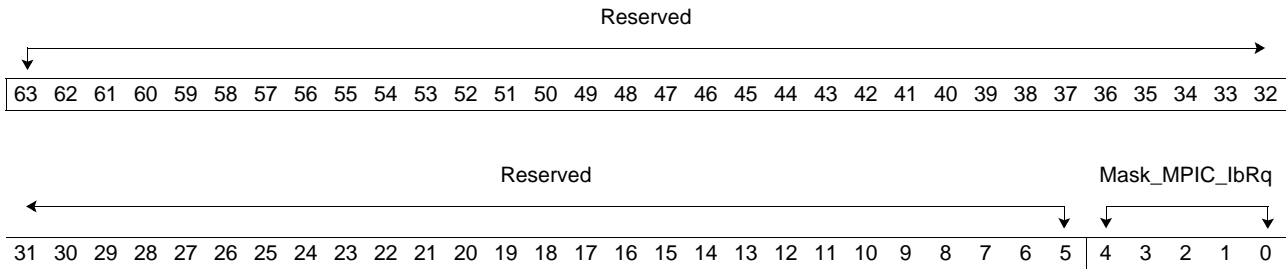 Reserved
63 62 61 60 59 58 57 56 55 54 53 52 51 50 49 48 47 46 45 44 43 42 41 40 39 38 37 36 35 34 33 32
Reserved Mask_MPIC_IbRq
31 30 29 28 27 26 25 24 23 22 21 20 19 18 17 16 15 14 13 12 11 10 9 8 7 6 5 4 3 2 1 0